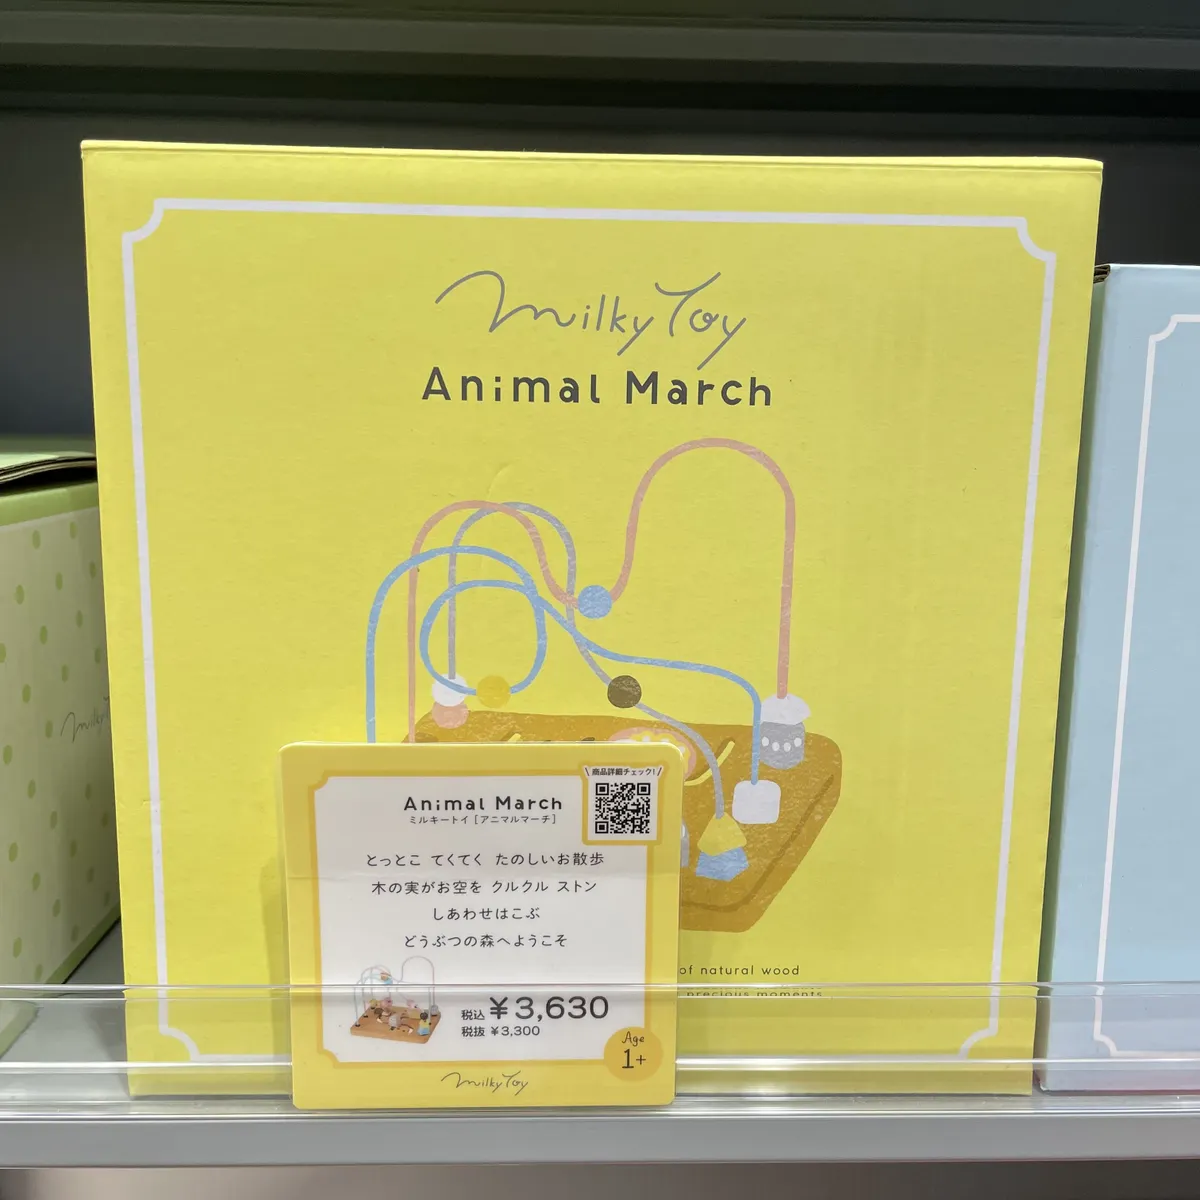 milky Toy
Animal March
of natural wood
precious moments
\ 商品詳細チェック! /
Animal March
ミルキートイ [アニマルマーチ]
とっとこ てくてく たのしいお散歩
木の実がお空を クルクル ストン
しあわせはこぶ
どうぶつの森へようこそ
税込 ¥3,630
税抜 ¥3,300
Age
1+
milky Toy